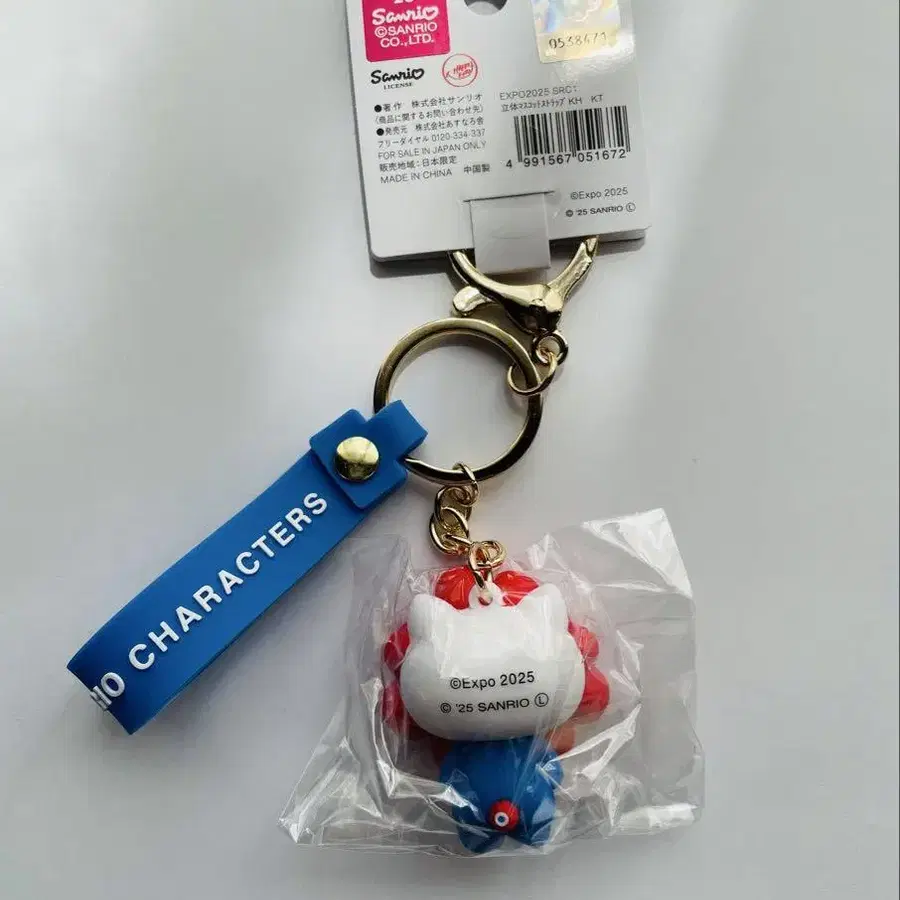 Sanrio
©SANRIO
CO.,LTD.
Sanrio
LICENSE
●著作 株式会社サンリオ
(商品に関するお問い合わせ先)
●発売元 株式会社あすなろ舎
フリーダイヤル 0120-334-337
FOR SALE IN JAPAN ONLY
販売地域:日本限定
MADE IN CHINA 中国製
0538471
EXPO2025 SRC:
立体マスコットストラップ KH KT
4 991567 051672
©Expo 2025
© '25 SANRIO Ⓛ
IO CHARACTERS
©Expo 2025
© '25 SANRIO Ⓛ